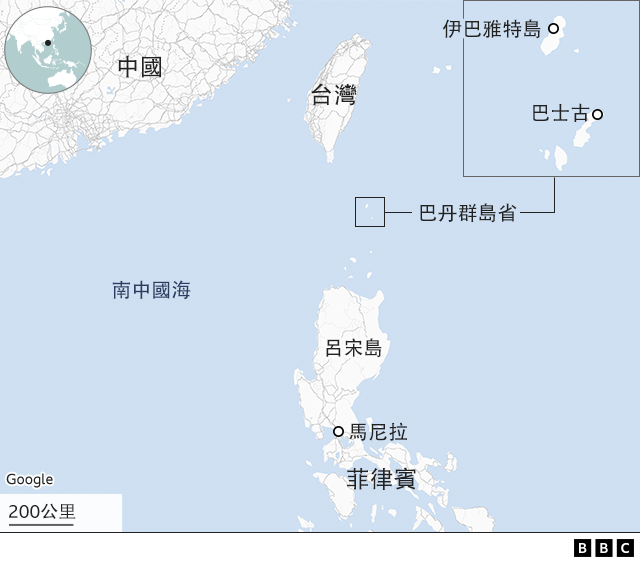 伊巴雅特島
中國
台灣
巴士古
巴丹群島省
南中國海
呂宋島
馬尼拉
菲律賓
Google
200公里
BBC